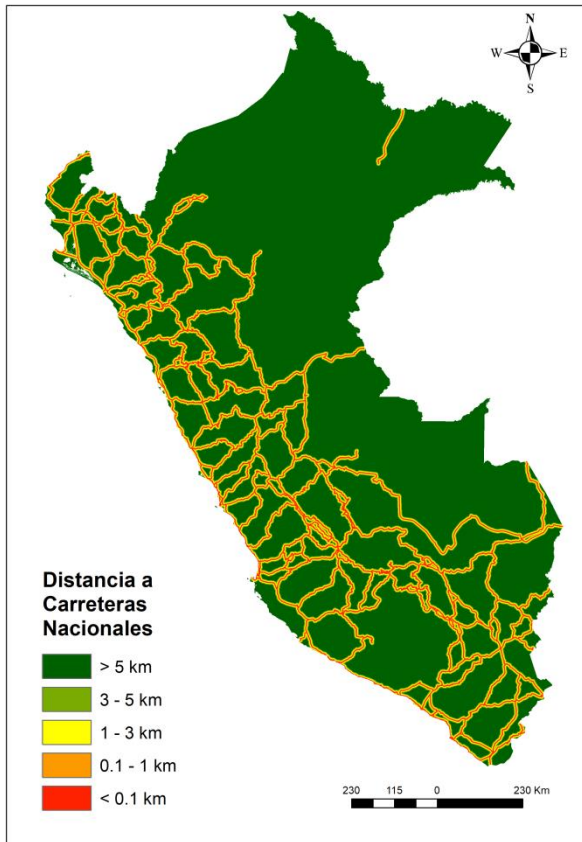 N
W E
S
Distancia a
Carreteras
Nacionales
> 5 km
3 - 5 km
1 - 3 km
0.1 - 1 km
< 0.1 km
230 115 0 230 Km